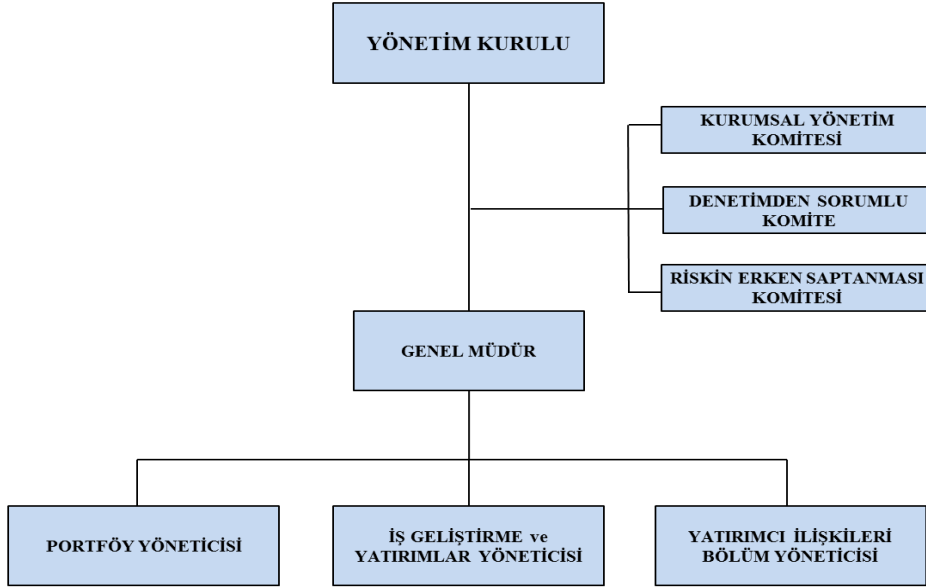 YÖNETİM KURULU
KURUMSAL YÖNETİM
KOMİTESİ
DENETİMDEN SORUMLU
KOMİTE
RİSKİN ERKEN SAPTANMASI
KOMİTESİ
GENEL MÜDÜR
PORTFÖY YÖNETİCİSİ
İŞ GELİŞTİRME ve
YATIRIMLAR YÖNETİCİSİ
YATIRIMCI İLİŞKİLERİ
BÖLÜM YÖNETİCİSİ